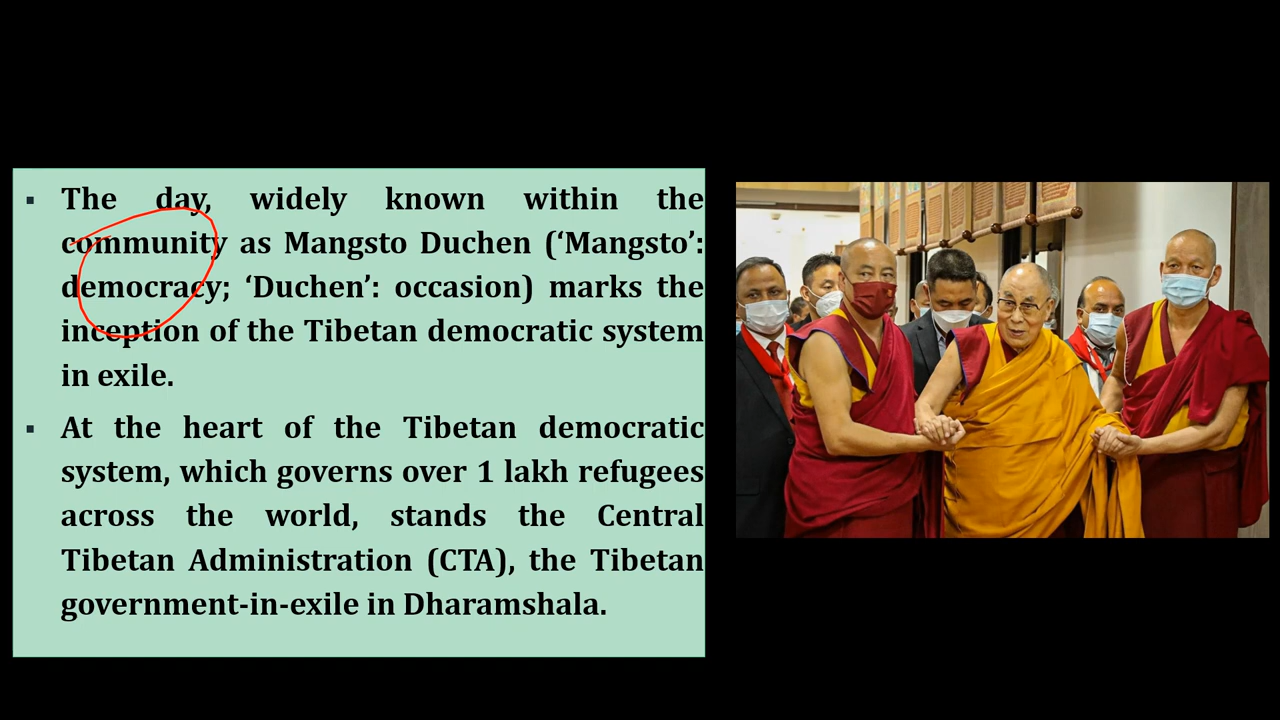 ▪ The day, widely known within the
community as Mangsto Duchen (‘Mangsto’:
democracy; ‘Duchen’: occasion) marks the
inception of the Tibetan democratic system
in exile.
▪ At the heart of the Tibetan democratic
system, which governs over 1 lakh refugees
across the world, stands the Central
Tibetan Administration (CTA), the Tibetan
government-in-exile in Dharamshala.